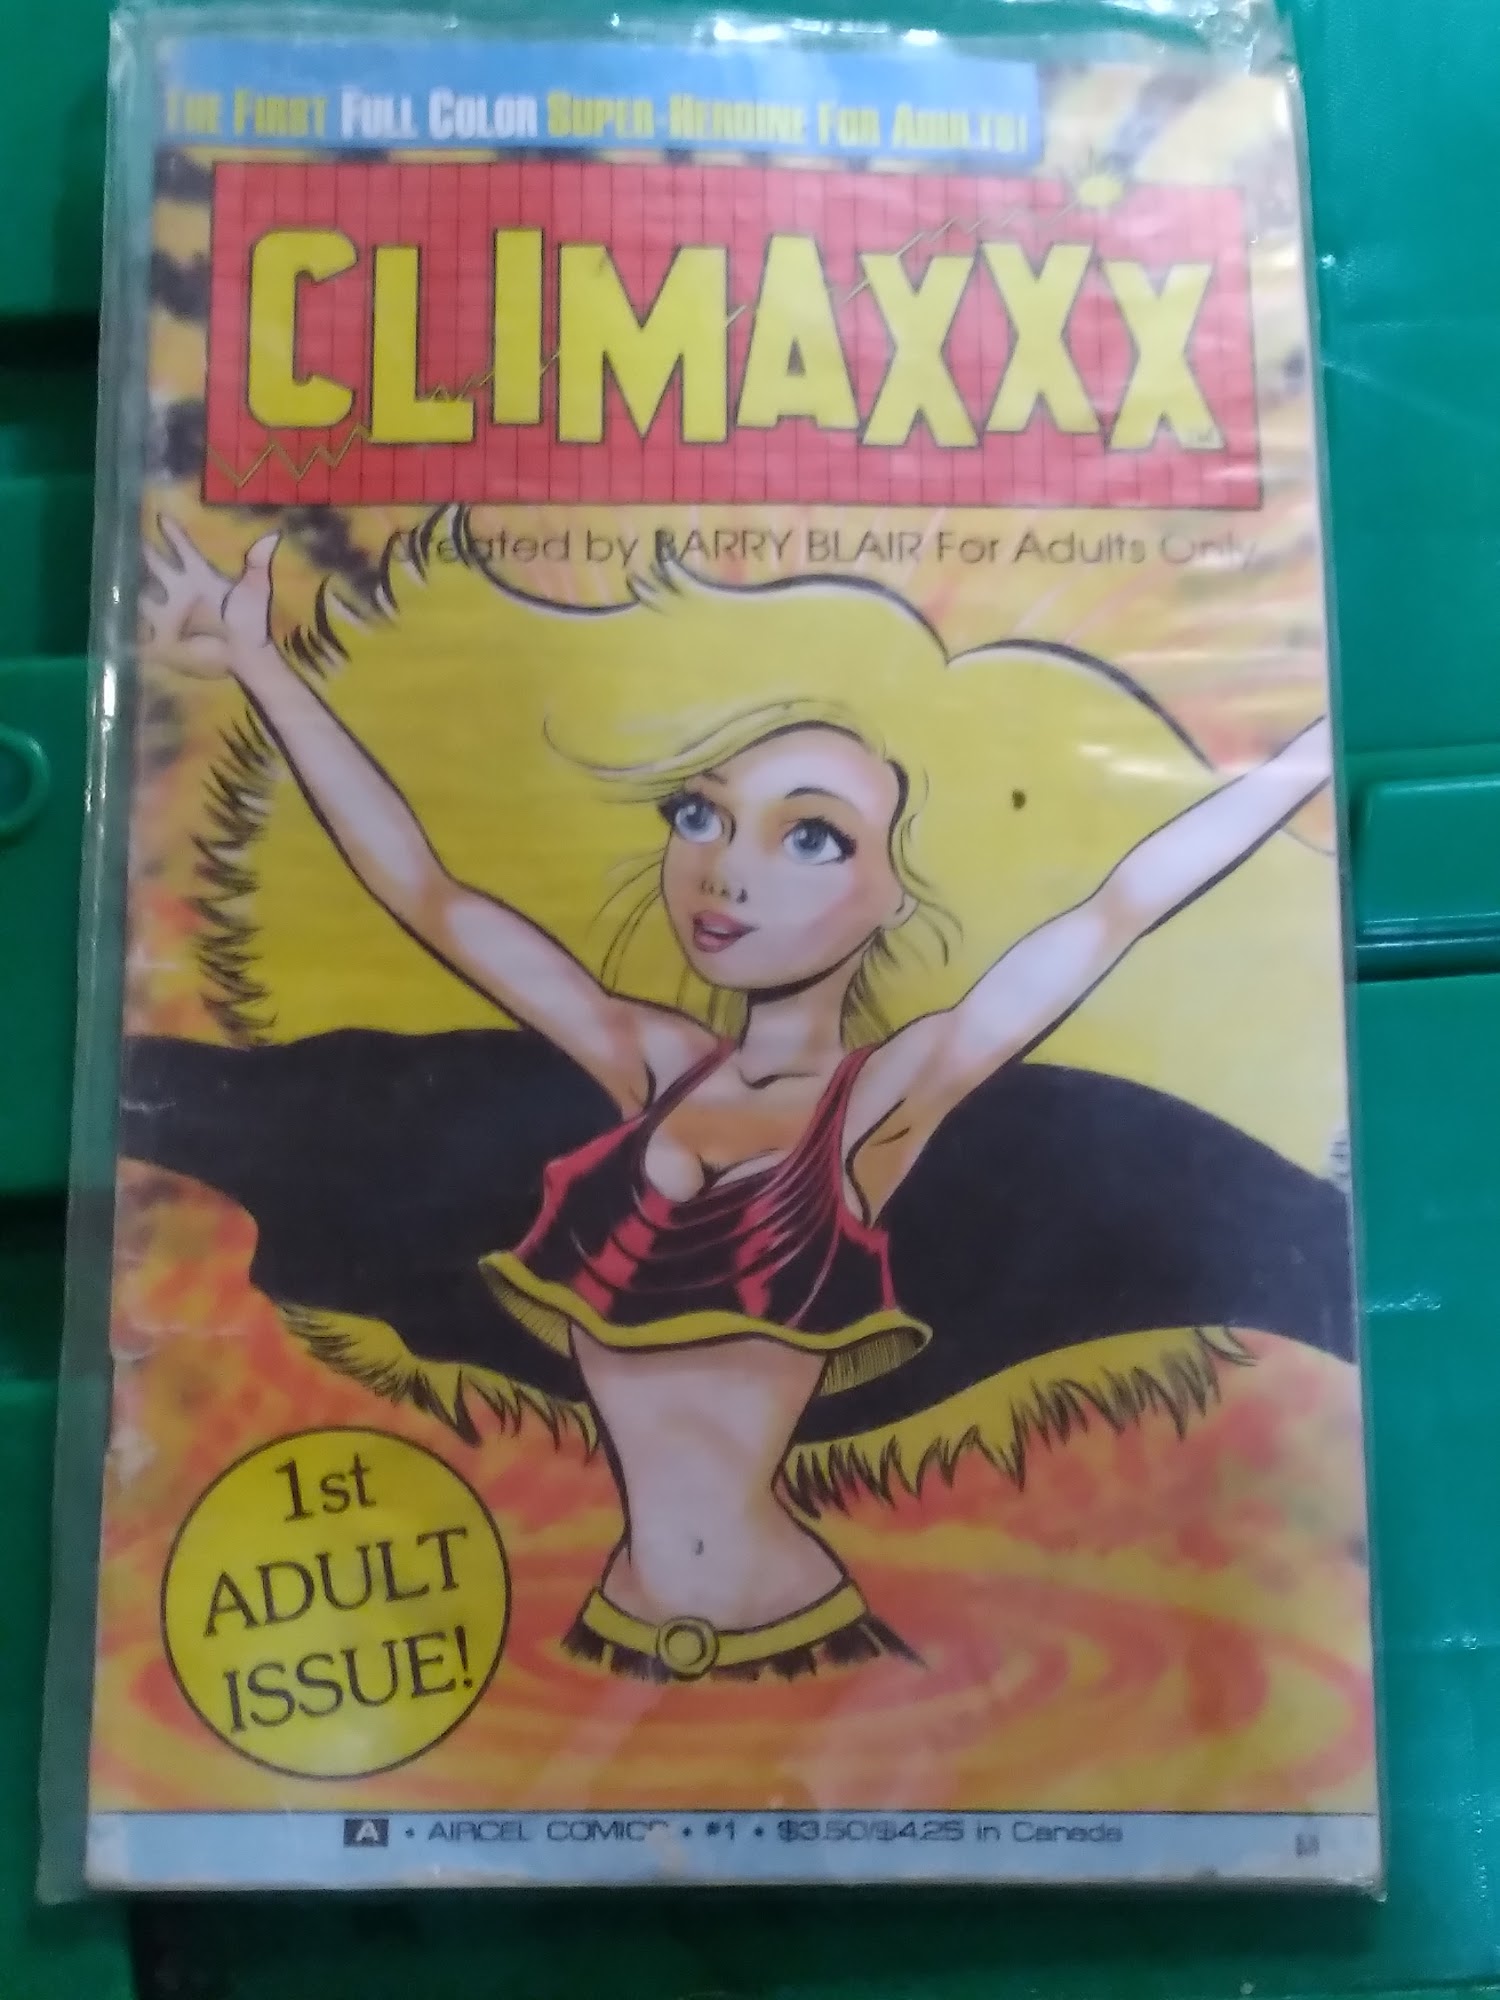 THE FIRST FULL COLOR SUPER-HEROINE FOR ADULTS!
CLIMAXXX
Created by BARRY BLAIR For Adults Only
1st
ADULT
ISSUE!
A • AIRCEL COMICS • #1 • $3.50/$4.25 in Canada